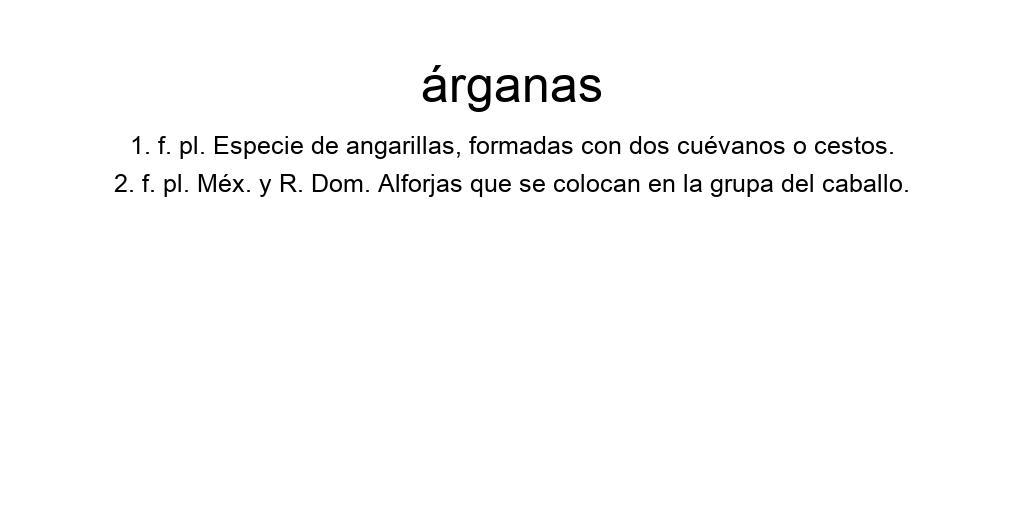 árganas
1. f. pl. Especie de angarillas, formadas con dos cuévanos o cestos.
2. f. pl. Méx. y R. Dom. Alforjas que se colocan en la grupa del caballo.